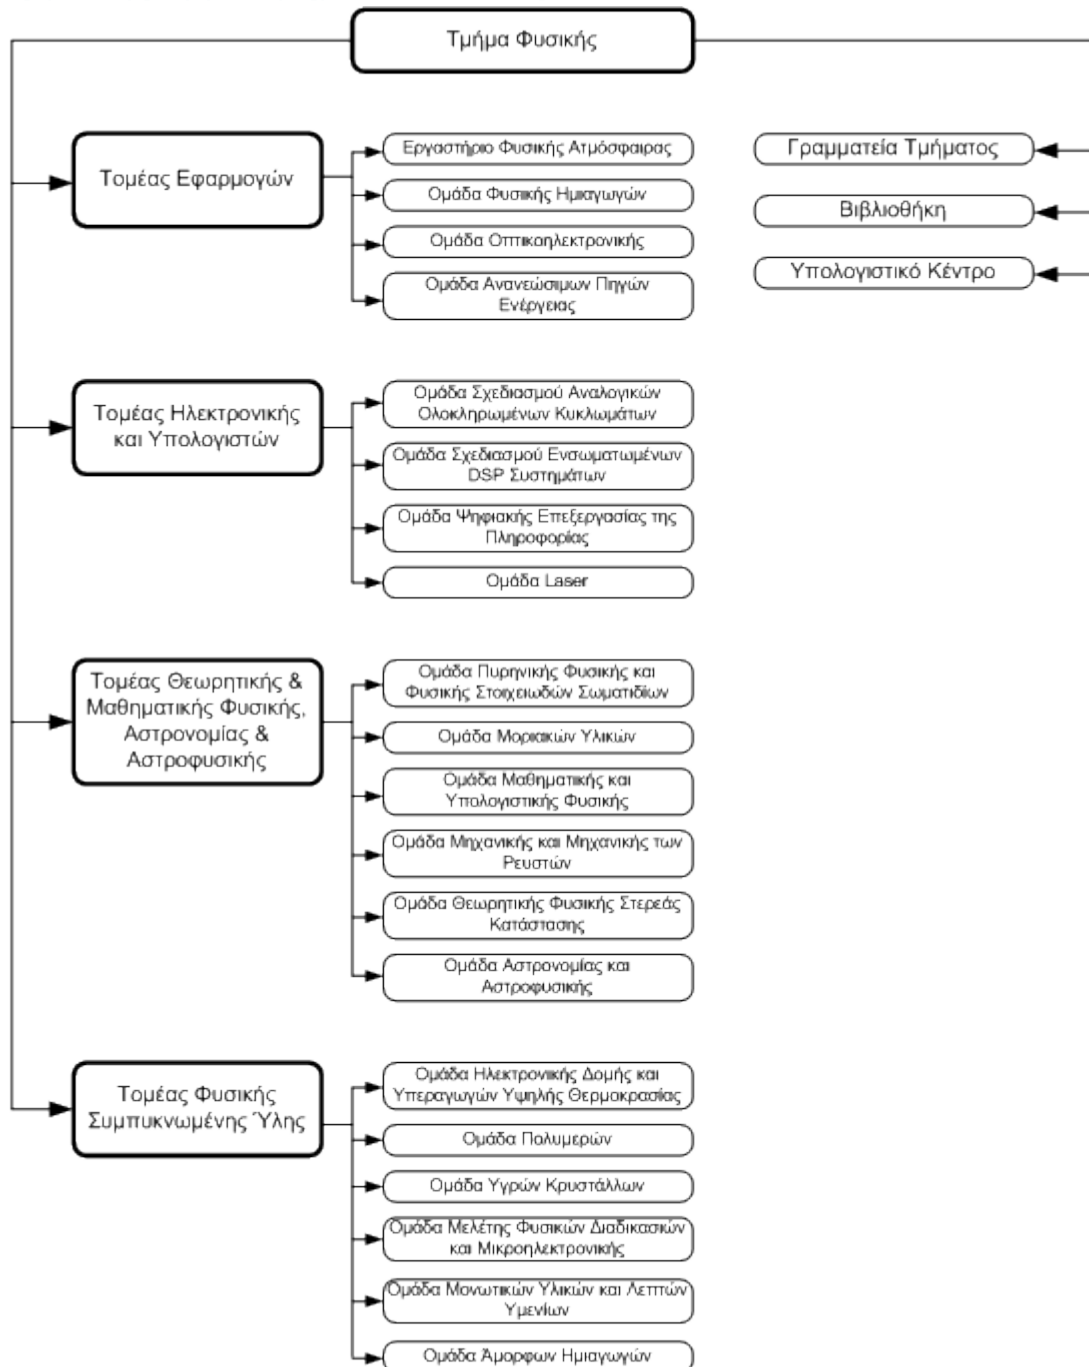 Τμήμα Φυσικής
Τομέας Εφαρμογών
Εργαστήριο Φυσικής Ατμόσφαιρας
Ομάδα Φυσικής Ημιαγωγών
Ομάδα Οπτικοηλεκτρονικής
Ομάδα Ανανεώσιμων Πηγών
Ενέργειας
Γραμματεία Τμήματος
Βιβλιοθήκη
Υπολογιστικό Κέντρο
Τομέας Ηλεκτρονικής
και Υπολογιστών
Ομάδα Σχεδιασμού Αναλογικών
Ολοκληρωμένων Κυκλωμάτων
Ομάδα Σχεδιασμού Ενσωματωμένων
DSP Συστημάτων
Ομάδα Ψηφιακής Επεξεργασίας της
Πληροφορίας
Ομάδα Laser
Τομέας Θεωρητικής &
Μαθηματικής Φυσικής,
Αστρονομίας &
Αστροφυσικής
Ομάδα Πυρηνικής Φυσικής και
Φυσικής Στοιχειωδών Σωματιδίων
Ομάδα Μοριακών Υλικών
Ομάδα Μαθηματικής και
Υπολογιστικής Φυσικής
Ομάδα Μηχανικής και Μηχανικής των
Ρευστών
Ομάδα Θεωρητικής Φυσικής Στερεάς
Κατάστασης
Ομάδα Αστρονομίας και
Αστροφυσικής
Τομέας Φυσικής
Συμπυκνωμένης Ύλης
Ομάδα Ηλεκτρονικής Δομής και
Υπεραγωγών Υψηλής Θερμοκρασίας
Ομάδα Πολυμερών
Ομάδα Υγρών Κρυστάλλων
Ομάδα Μελέτης Φυσικών Διαδικασιών
και Μικροηλεκτρονικής
Ομάδα Μονωτικών Υλικών και Λεπτών
Υμενίων
Ομάδα Άμορφων Ημιαγωγών